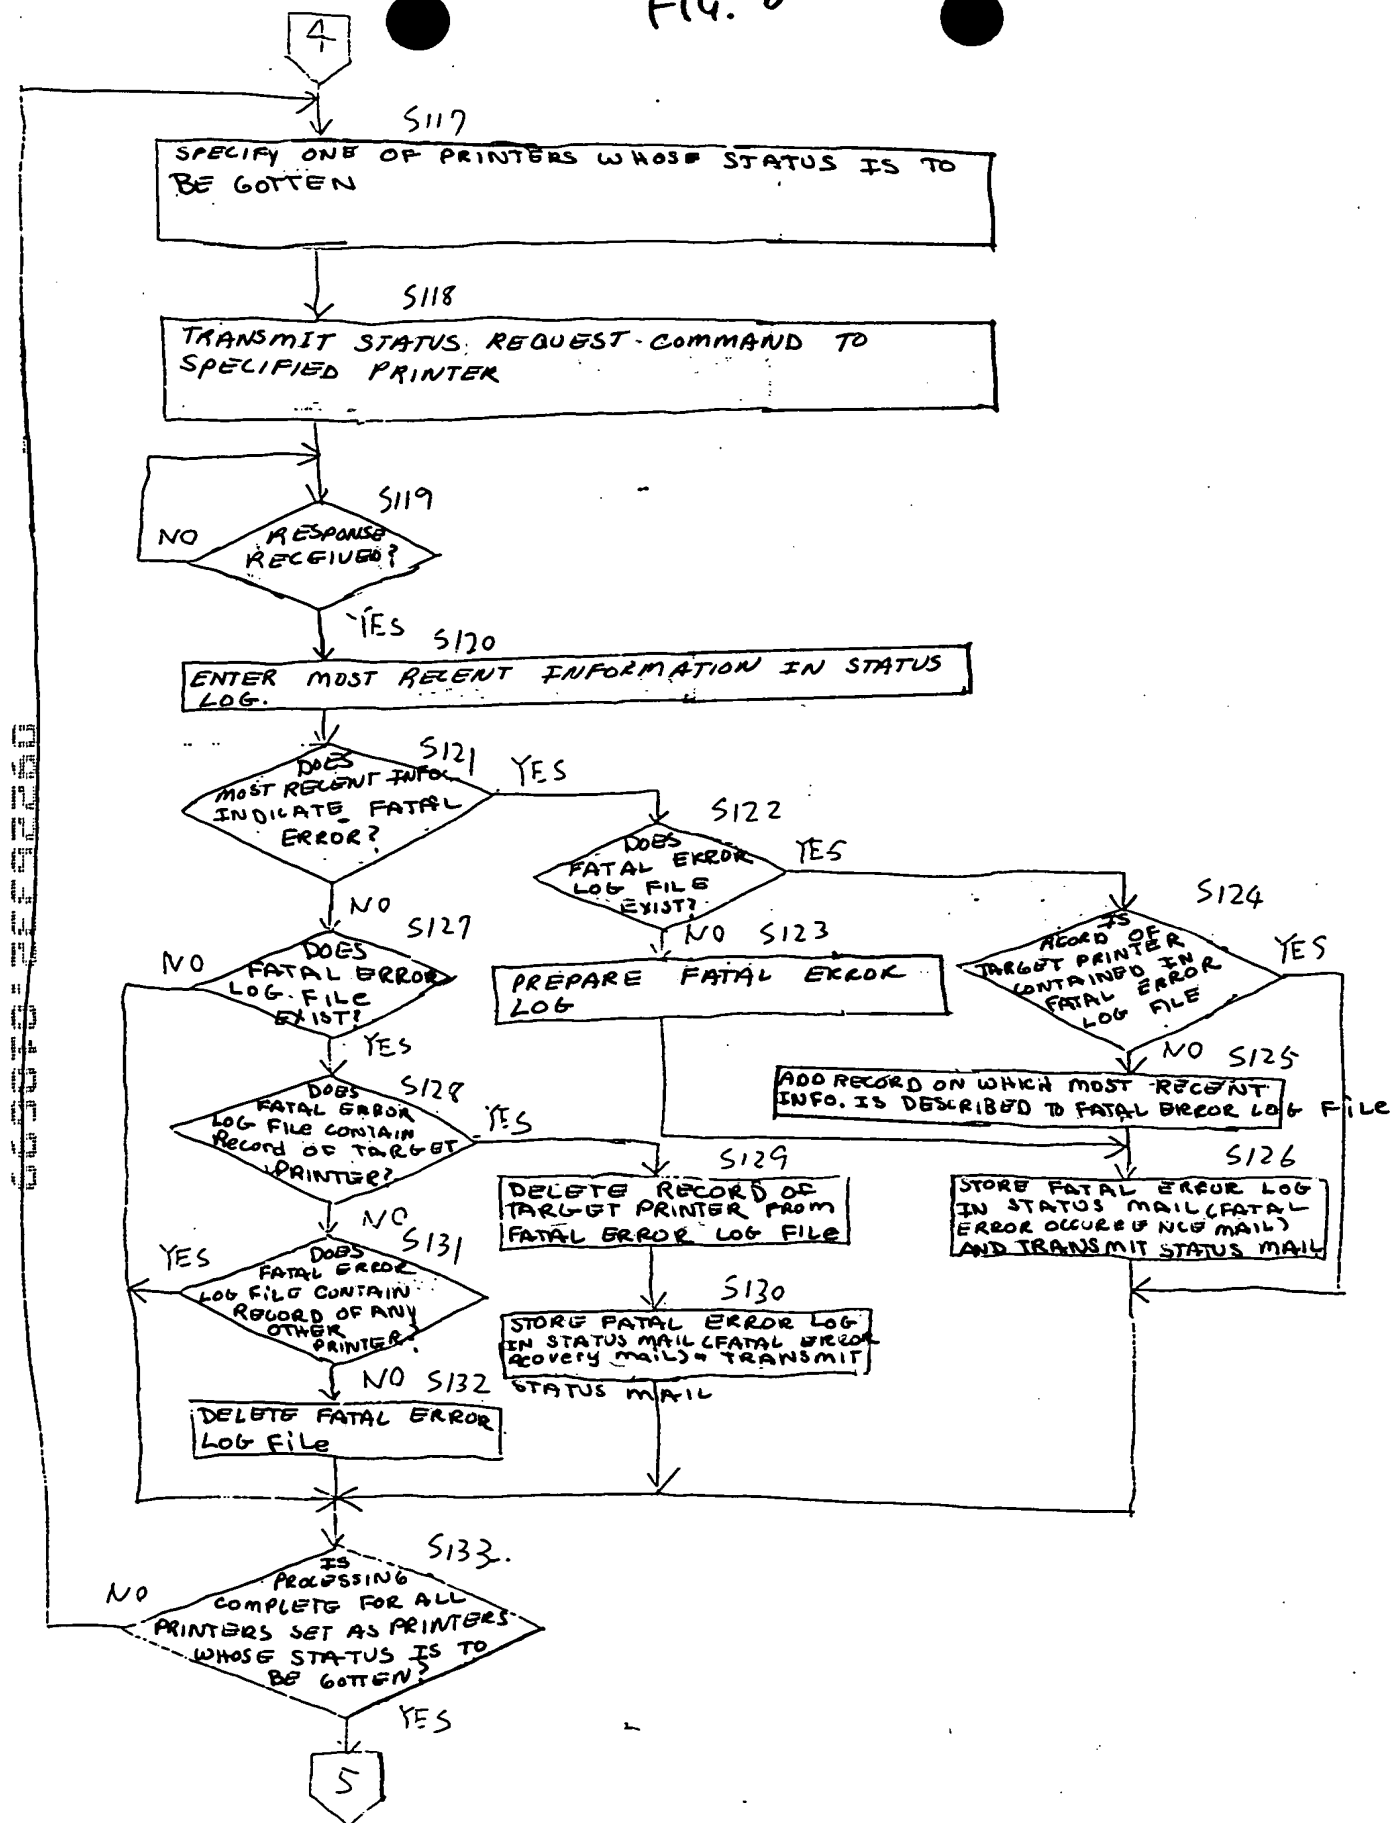 FIG.
4
S117
SPECIFY ONE OF PRINTERS WHOSE STATUS IS TO
BE GOTTEN
S118
TRANSMIT STATUS REQUEST COMMAND TO
SPECIFIED PRINTER
S119
NO
RESPONSE
RECEIVED?
YES
S120
ENTER MOST RECENT INFORMATION IN STATUS
LOG.
S121
DOES
MOST RECENT INFO.
INDICATE FATAL
ERROR?
YES
NO
S122
DOES
FATAL ERROR
LOG FILE
EXIST?
YES
NO
S123
PREPARE FATAL ERROR
LOG
S124
IS
RECORD OF
TARGET PRINTER
CONTAINED IN
FATAL ERROR
LOG FILE
YES
NO
S125
ADD RECORD ON WHICH MOST RECENT
INFO. IS DESCRIBED TO FATAL ERROR LOG FILE
S126
STORE FATAL ERROR LOG
IN STATUS MAIL (FATAL
ERROR OCCURRENCE MAIL)
AND TRANSMIT STATUS MAIL
S127
NO
DOES
FATAL ERROR
LOG FILE
EXIST?
YES
S128
DOES
FATAL ERROR
LOG FILE CONTAIN
Record OF TARGET
PRINTER?
YES
NO
S129
DELETE RECORD OF
TARGET PRINTER FROM
FATAL ERROR LOG FILE
S130
STORE FATAL ERROR LOG
IN STATUS MAIL (FATAL ERROR
recovery mail) & TRANSMIT
STATUS MAIL
S131
YES
DOES
FATAL ERROR
LOG FILE CONTAIN
RECORD OF ANY
OTHER
PRINTER?
NO
S132
DELETE FATAL ERROR
LOG FILE
S133
NO
IS
PROCESSING
COMPLETE FOR ALL
PRINTERS SET AS PRINTERS
WHOSE STATUS IS TO
BE GOTTEN?
YES
5